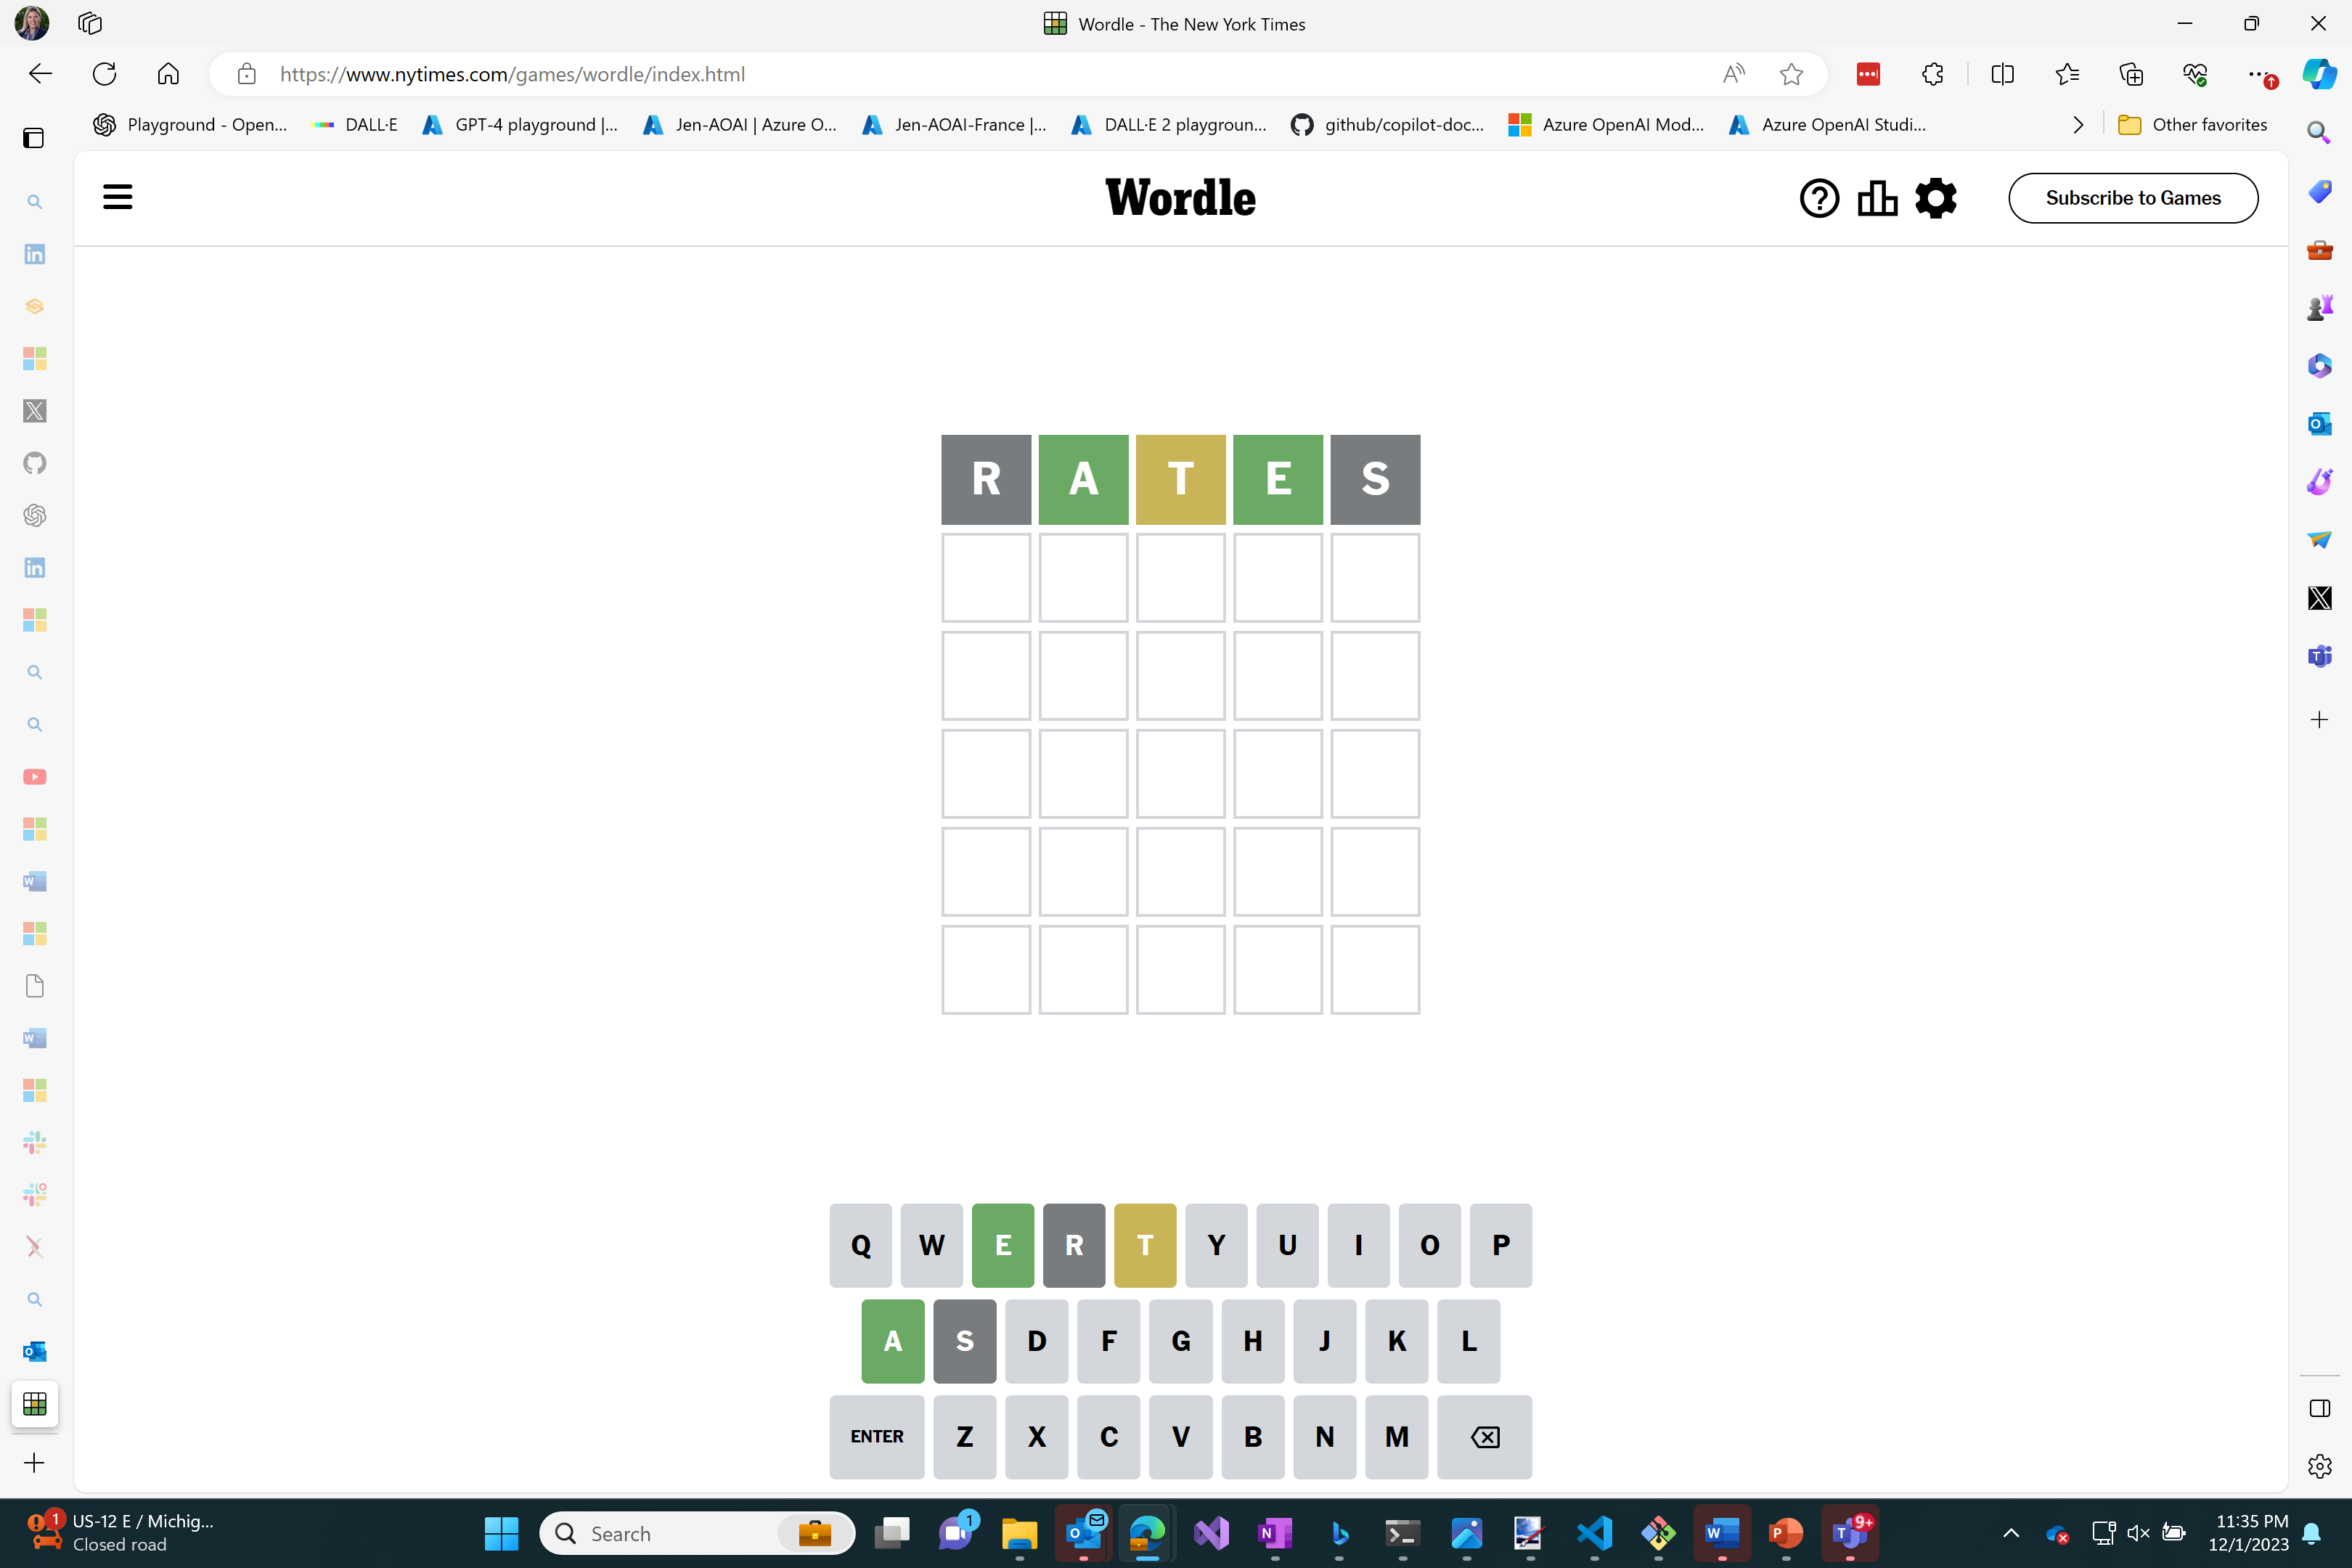 Wordle - The New York Times
https://www.nytimes.com/games/wordle/index.html
Playground - Open... DALL·E GPT-4 playground |... Jen-AOAI | Azure O... Jen-AOAI-France |... DALL·E 2 playgroun... github/copilot-doc... Azure OpenAI Mod... Azure OpenAI Studi... Other favorites
Wordle
Subscribe to Games
R A T E S
Q W E R T Y U I O P
A S D F G H J K L
ENTER Z X C V B N M
1 US-12 E / Michig...
Closed road
Search
1
9+
11:35 PM
12/1/2023